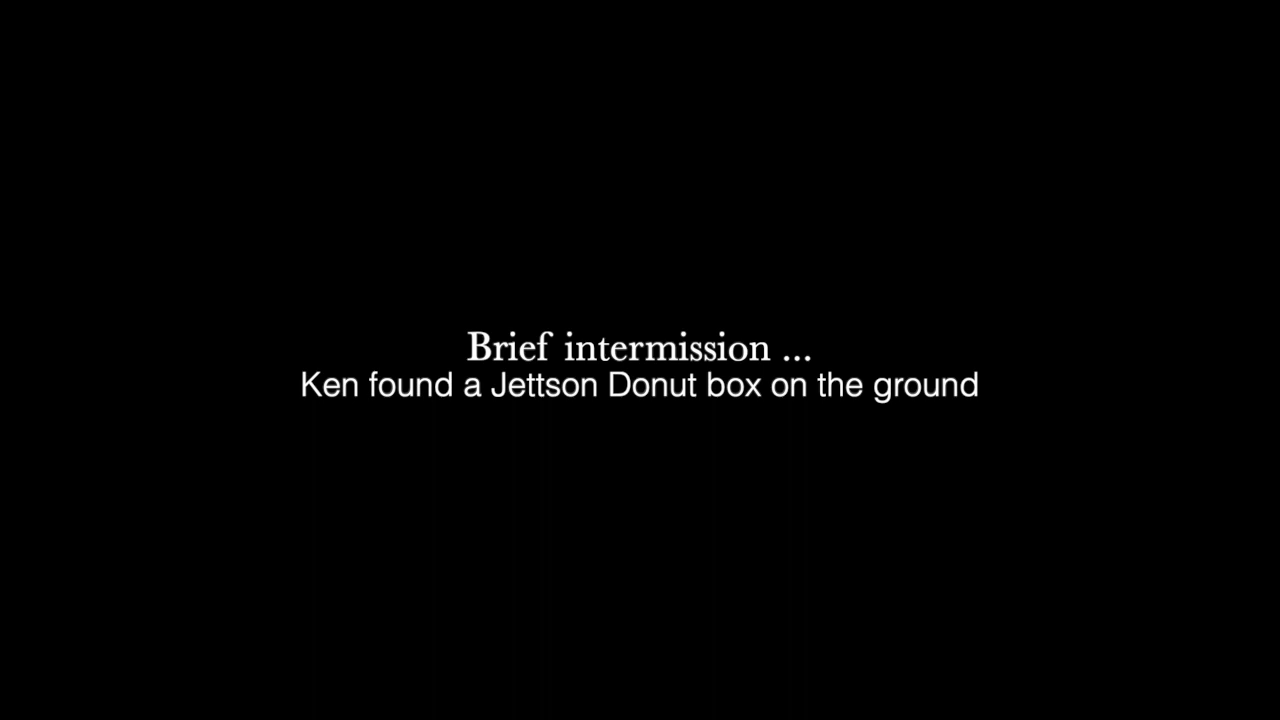 Brief intermission ...
Ken found a Jettson Donut box on the ground